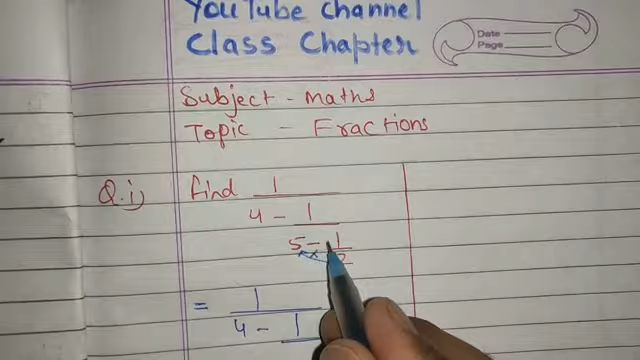 YouTube channel
Class Chapter
Date
Page
Subject - maths
Topic - Fractions
Q.i) find 1
4 - 1
5 - 1
2
= 1
4 - 1